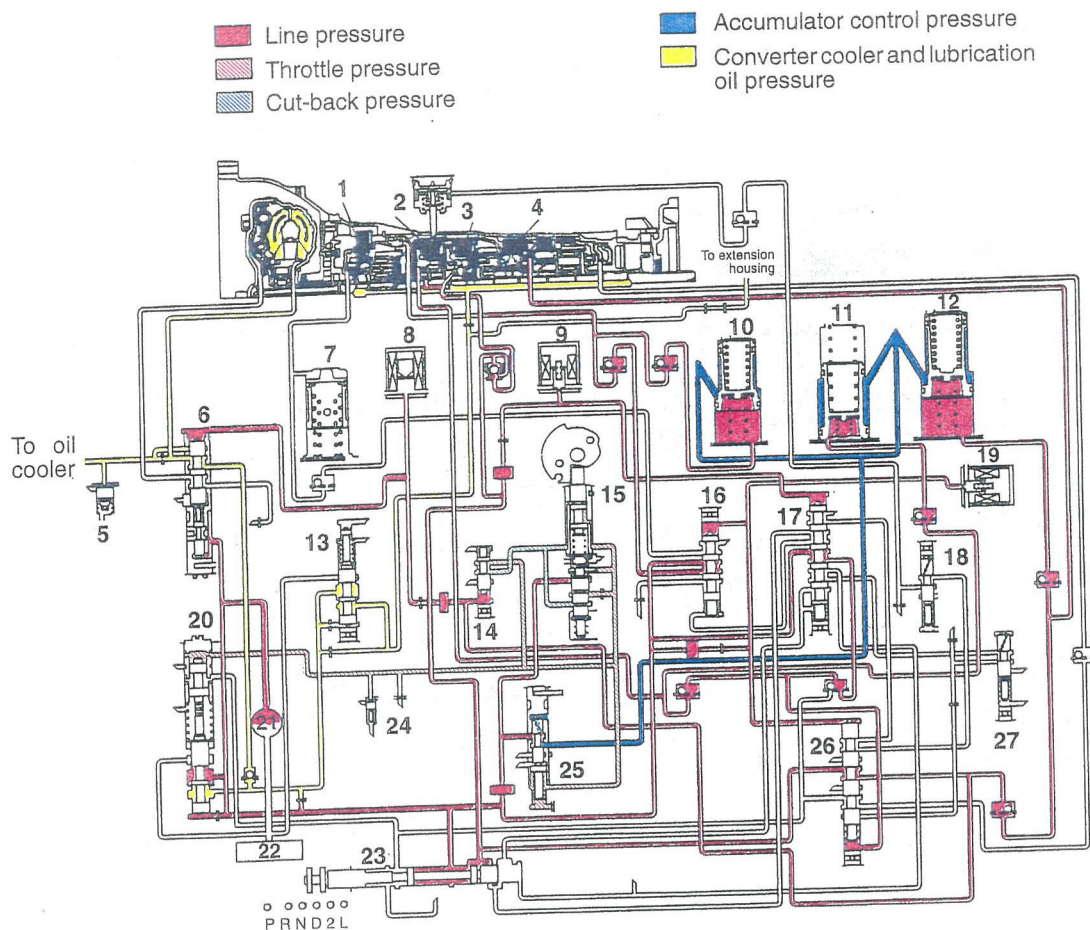 Line pressure
Throttle pressure
Cut-back pressure
Accumulator control pressure
Converter cooler and lubrication
oil pressure
1
2
3
4
To extension
housing
12
11
10
9
8
7
6
To oil
cooler
19
5
15
16
17
13
18
14
20
21
24
27
26
25
22
23
P R N D 2 L